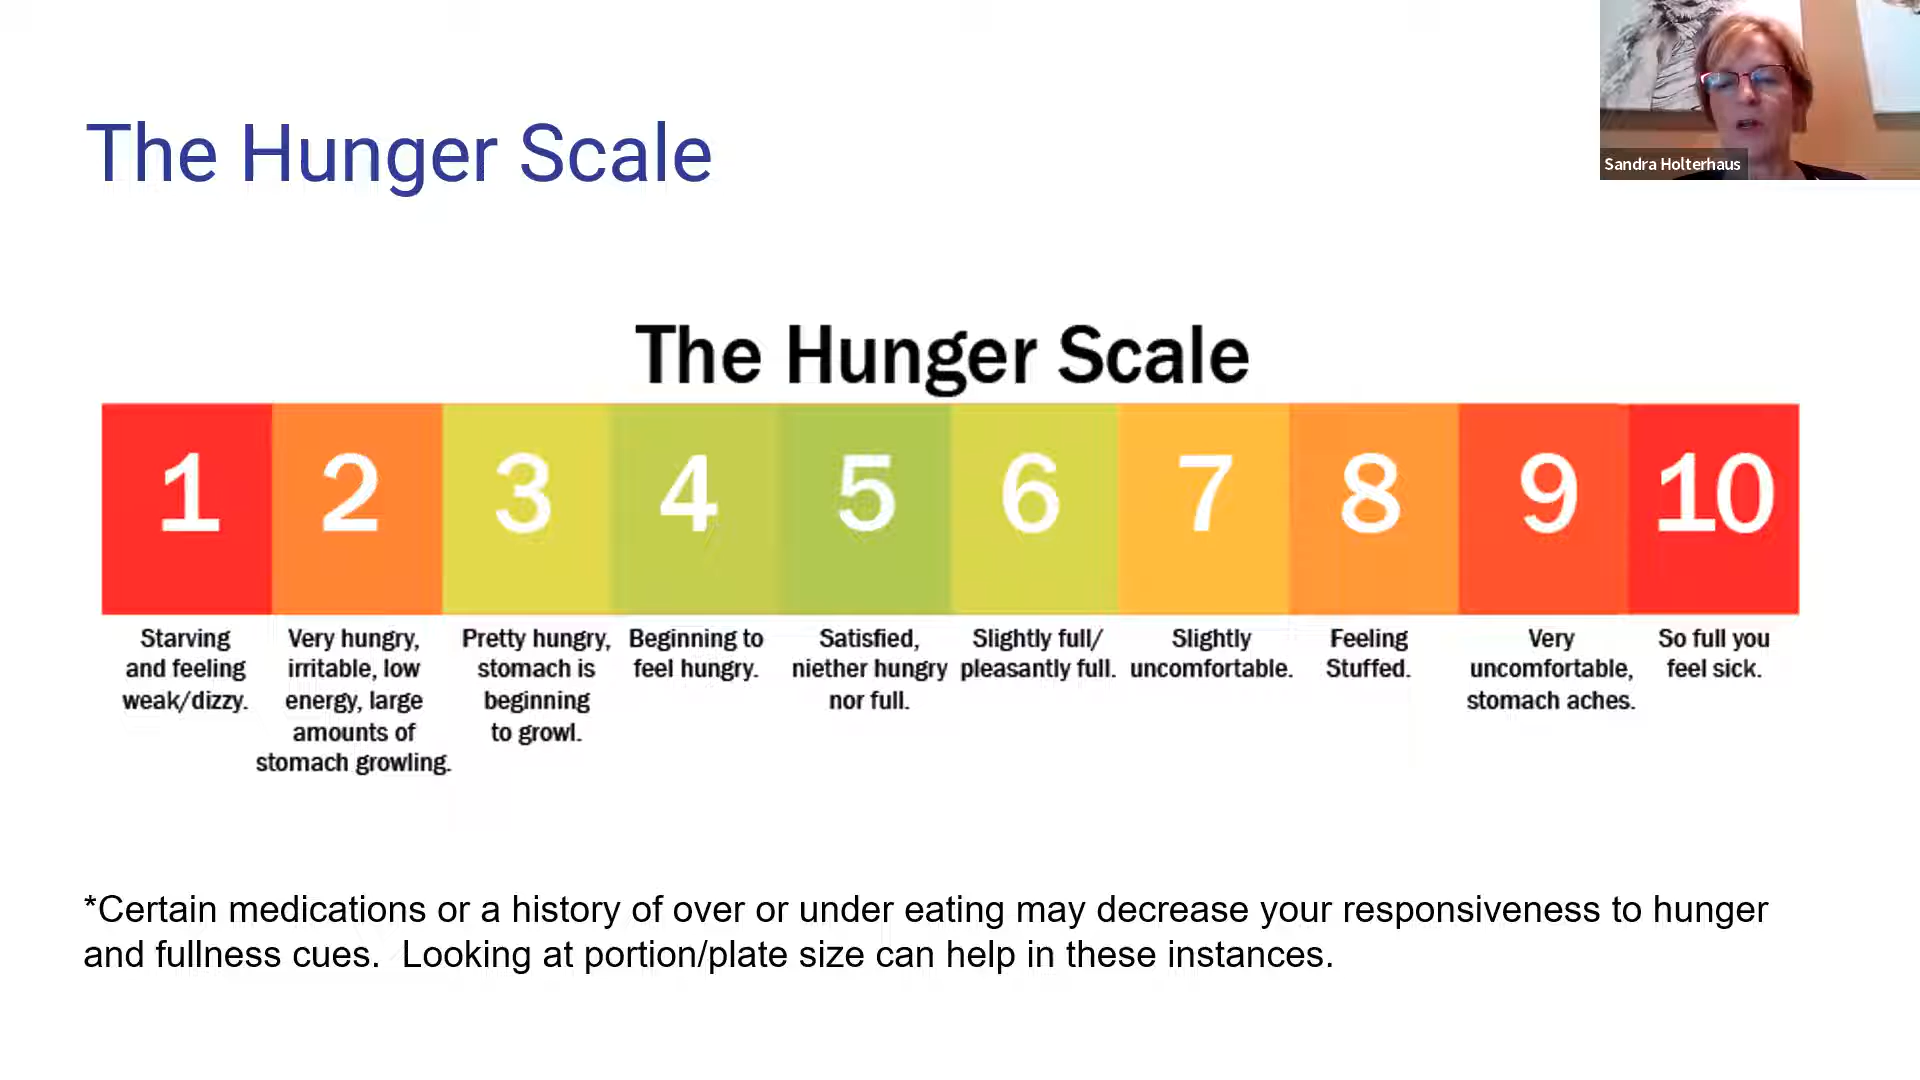 The Hunger Scale
Sandra Holterhaus
The Hunger Scale
1 2 3 4 5 6 7 8 9 10
Starving
and feeling
weak/dizzy.
Very hungry,
irritable, low
energy, large
amounts of
stomach growling.
Pretty hungry,
stomach is
beginning
to growl.
Beginning to
feel hungry.
Satisfied,
niether hungry
nor full.
Slightly full/
pleasantly full.
Slightly
uncomfortable.
Feeling
Stuffed.
Very
uncomfortable,
stomach aches.
So full you
feel sick.
*Certain medications or a history of over or under eating may decrease your responsiveness to hunger
and fullness cues.  Looking at portion/plate size can help in these instances.